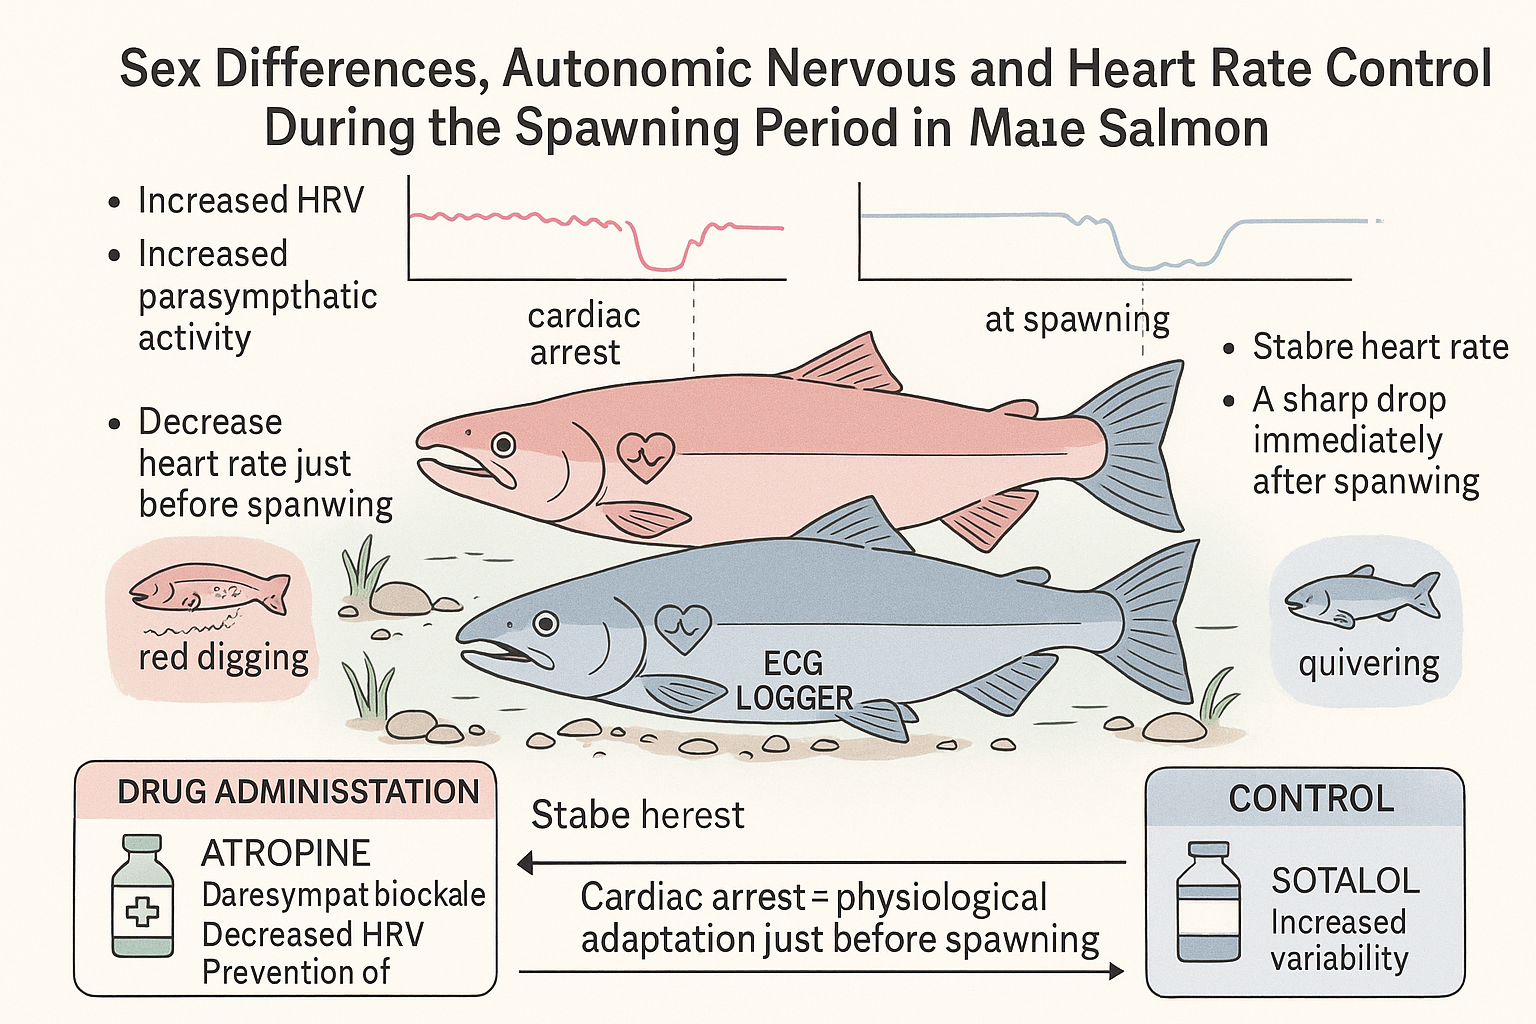 Sex Differences, Autonomic Nervous and Heart Rate Control
During the Spawning Period in Maıe Salmon
• Increased HRV
• Increased
parasympthatic
activity
• Decrease
heart rate just
before spanwing
cardiac
arrest
at spawning
• Stabre heart rate
• A sharp drop
immediately
after spanwing
red digging
ECG
LOGGER
quivering
DRUG ADMINISSTATION
ATROPINE
Daresympat biockale
Decreased HRV
Prevention of
Stabe herest
Cardiac arrest = physiological
adaptation just before spawning
CONTROL
SOTALOL
Increased
variability